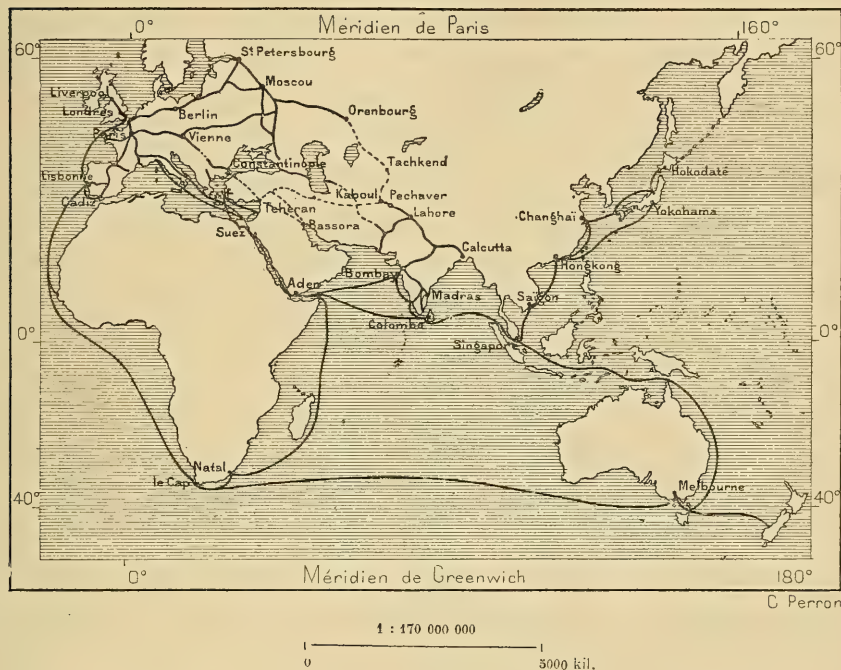 0° Méridien de Paris 160°
60° 60°
St Petersbourg
Moscou
Liverpool
Londres
Berlin
Orenbourg
Paris
Vienne
Tachkend
Constantinople
Hokodaté
Lisbonne
Kaboul
Pechaver
Cadiz
Téhéran
Lahore
Changhaï
Yokohama
Bassora
Suez
Calcutta
Hongkong
Bombay
Aden
Madras
Saïgon
Colombo
0° 0°
Singapor
Natal
le Cap
Melbourne
40° 40°
0° Méridien de Greenwich 180°
C Perron
1 : 170 000 000
0 5000 kil.